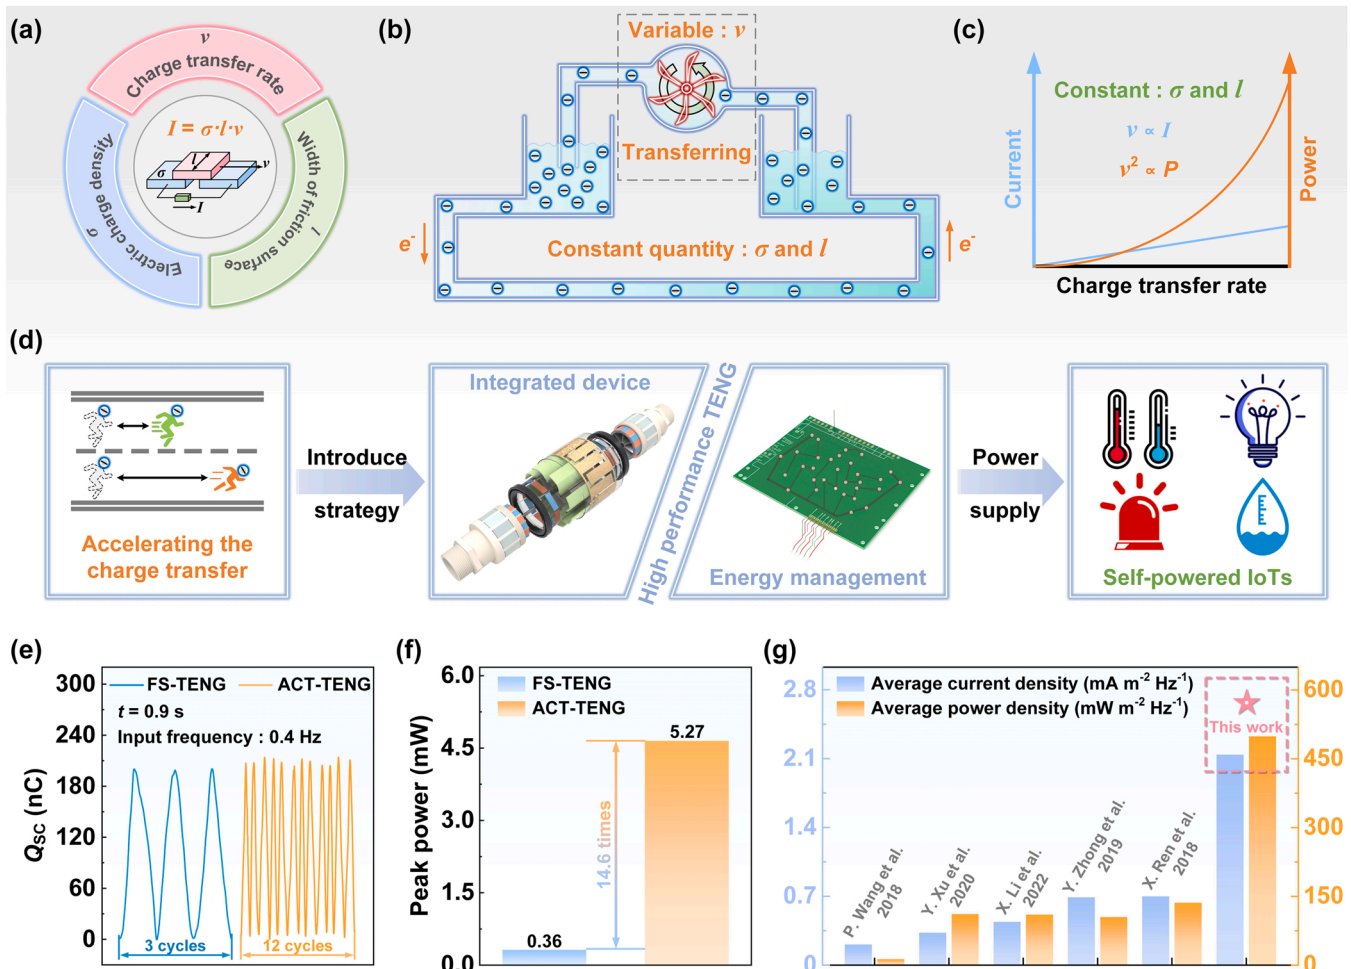 (a)
v
Charge transfer rate
Electric charge density
σ
Width of friction surface
l
I = σ·l·v
l
v
σ
I
(b)
Variable : v
Transferring
e-
Constant quantity : σ and l
e-
(c)
Current
Constant : σ and l
v ∝ I
v2 ∝ P
Power
Charge transfer rate
(d)
Accelerating the
charge transfer
Introduce
strategy
Integrated device
High performance TENG
Energy management
Power
supply
Self-powered IoTs
(e)
QSC (nC)
300
240
180
120
60
0
FS-TENG
ACT-TENG
t = 0.9 s
Input frequency : 0.4 Hz
3 cycles
12 cycles
(f)
Peak power (mW)
6.0
4.5
3.0
1.5
0.0
FS-TENG
ACT-TENG
0.36
14.6 times
5.27
(g)
2.8
2.1
1.4
0.7
0
Average current density (mA m-2 Hz-1)
Average power density (mW m-2 Hz-1)
P. Wang et al.
2018
Y. Xu et al.
2020
X. Li et al.
2022
Y. Zhong et al.
2019
X. Ren et al.
2018
This work
600
450
300
150
0